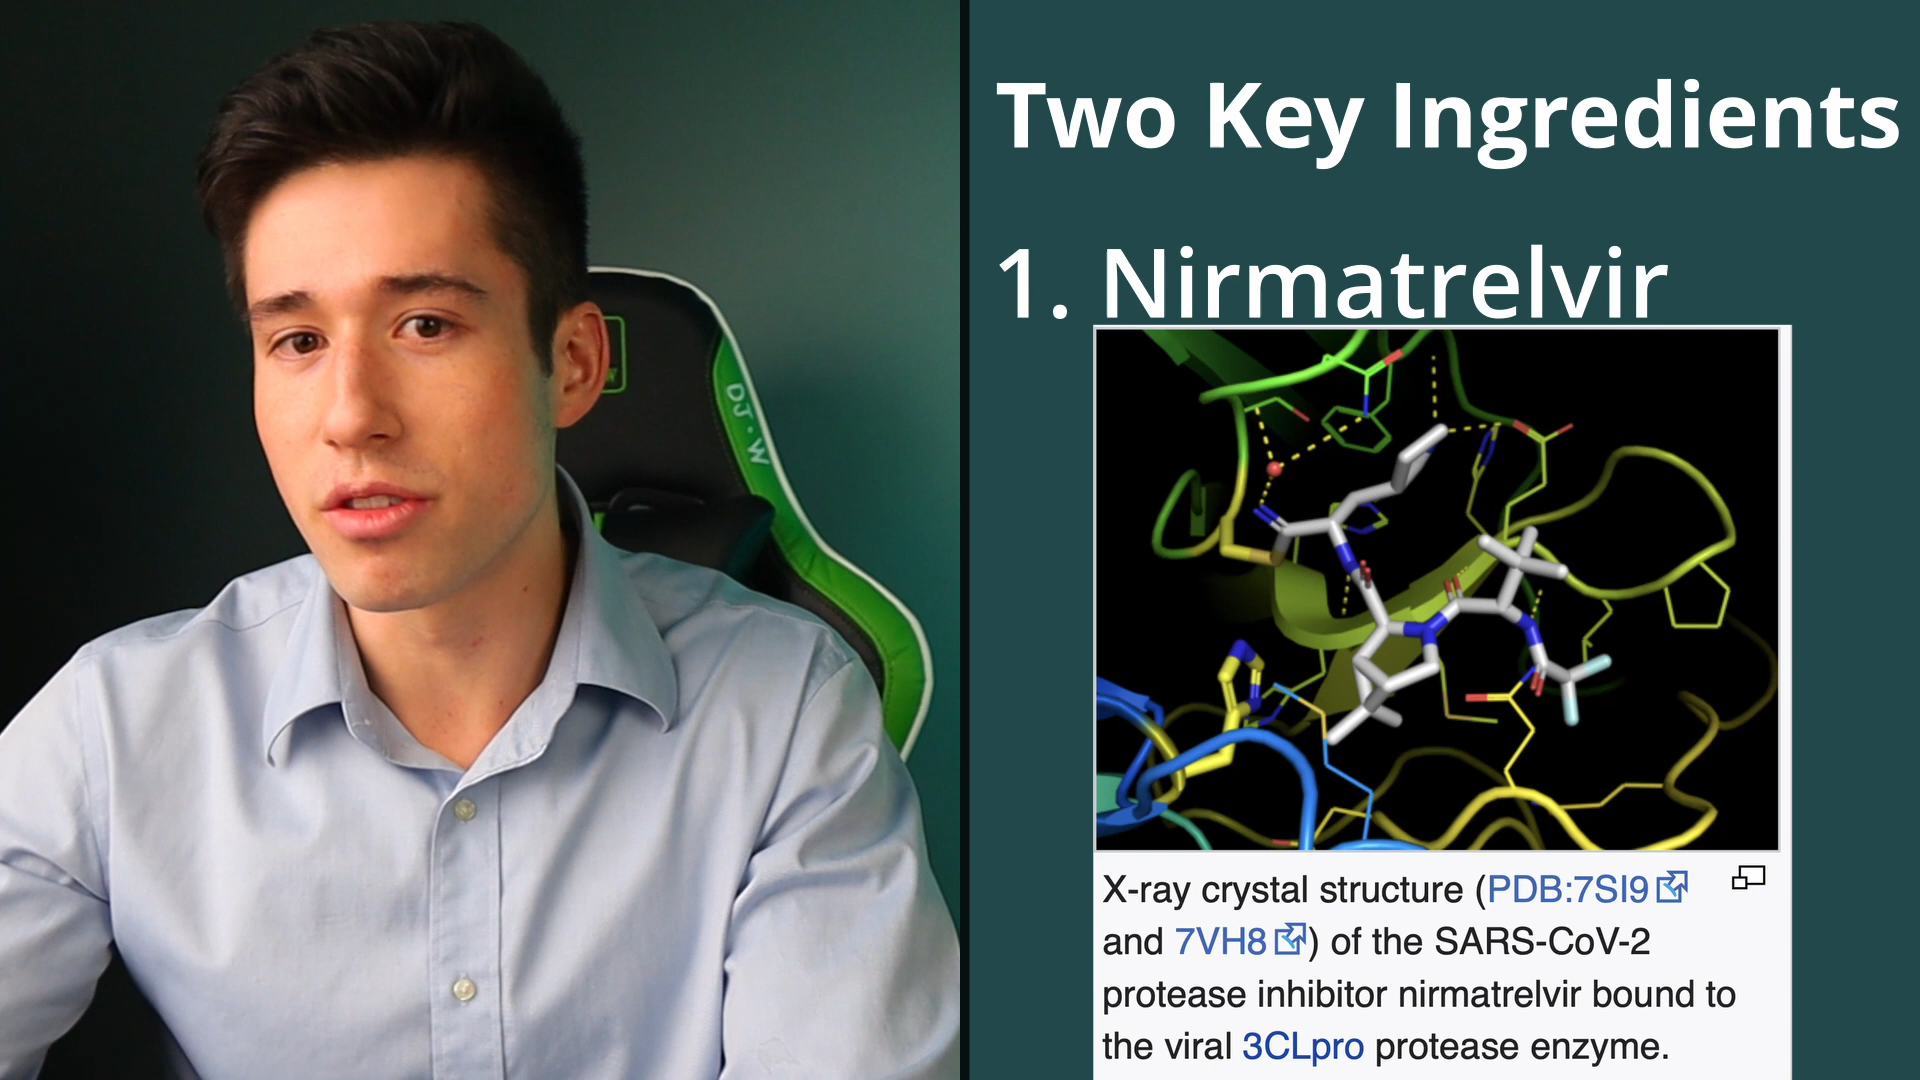 Two Key Ingredients
1. Nirmatrelvir
DJ·W
X-ray crystal structure (PDB:7SI9
and 7VH8) of the SARS-CoV-2
protease inhibitor nirmatrelvir bound to
the viral 3CLpro protease enzyme.